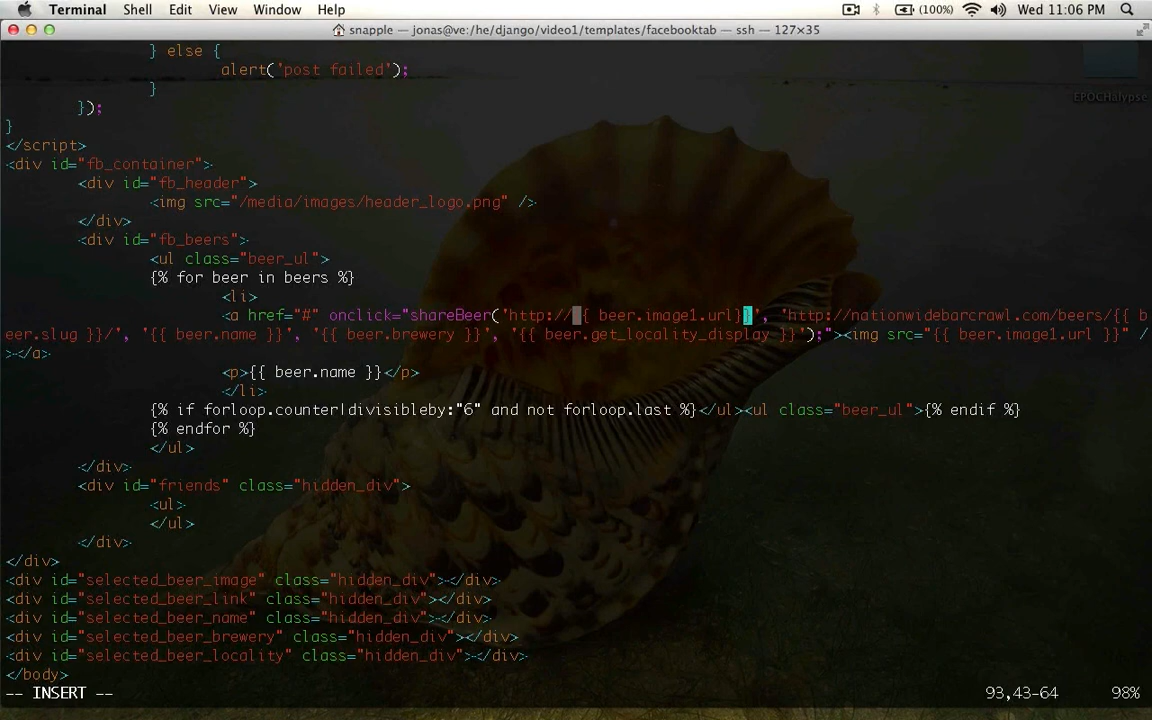 Terminal Shell Edit View Window Help (100%) Wed 11:06 PM
snapple — jonas@ve:/he/django/video1/templates/facebooktab — ssh — 127×35
EPOCHalypse
} else {
alert('post failed');
}
});
}
</script>
<div id="fb_container">
<div id="fb_header">
<img src="/media/images/header_logo.png" />
</div>
<div id="fb_beers">
<ul class="beer_ul">
{% for beer in beers %}
<li>
<a href="#" onclick="shareBeer('http://{{ beer.image1.url}}', 'http://nationwidebarcrawl.com/beers/{{ b
eer.slug }}/', '{{ beer.name }}', '{{ beer.brewery }}', '{{ beer.get_locality_display }}');"><img src="{{ beer.image1.url }}" /
></a>
<p>{{ beer.name }}</p>
</li>
{% if forloop.counter|divisibleby:"6" and not forloop.last %}</ul><ul class="beer_ul">{% endif %}
{% endfor %}
</ul>
</div>
<div id="friends" class="hidden_div">
<ul>
</ul>
</div>
</div>
<div id="selected_beer_image" class="hidden_div"></div>
<div id="selected_beer_link" class="hidden_div"></div>
<div id="selected_beer_name" class="hidden_div"></div>
<div id="selected_beer_brewery" class="hidden_div"></div>
<div id="selected_beer_locality" class="hidden_div"></div>
</body>
-- INSERT -- 93,43-64 98%